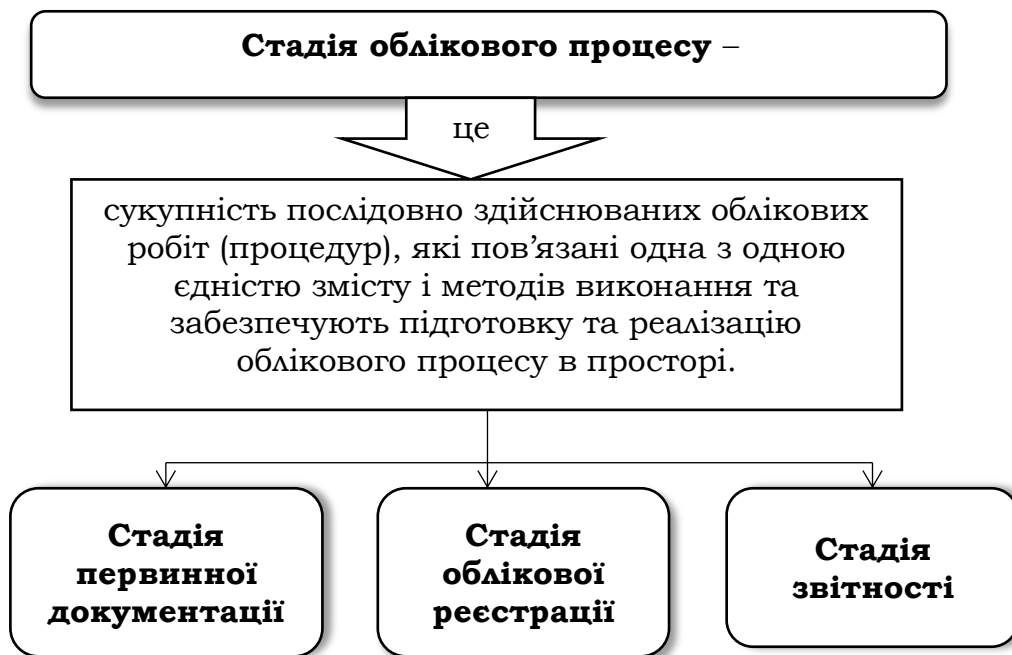 Стадія облікового процесу –
це
сукупність послідовно здійснюваних облікових
робіт (процедур), які пов’язані одна з одною
єдністю змісту і методів виконання та
забезпечують підготовку та реалізацію
облікового процесу в просторі.
Стадія
первинної
документації
Стадія
облікової
реєстрації
Стадія
звітності